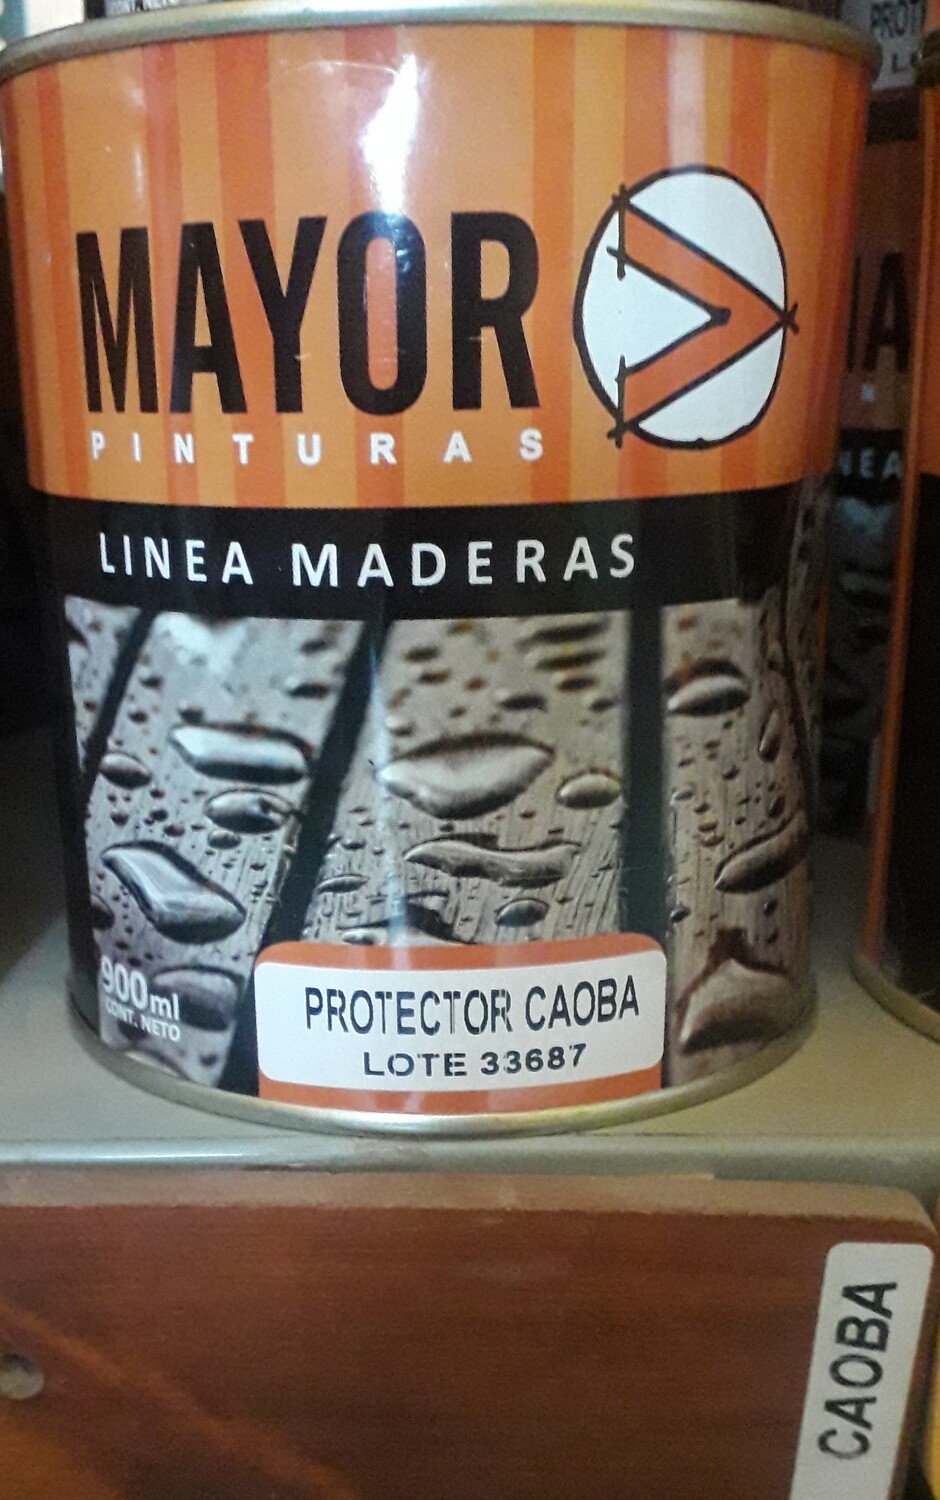 MAYOR
PINTURAS
LINEA MADERAS
900ml
CONT. NETO
PROTECTOR CAOBA
LOTE 33687
CAOBA